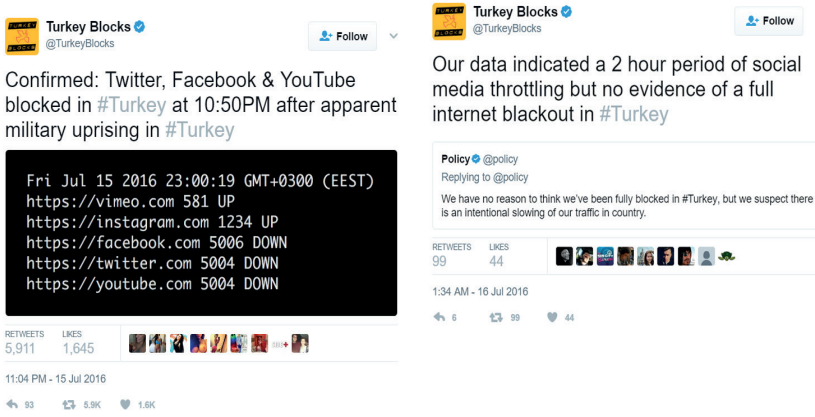 Turkey Blocks
@TurkeyBlocks
Follow
Confirmed: Twitter, Facebook & YouTube
blocked in #Turkey at 10:50PM after apparent
military uprising in #Turkey
Fri Jul 15 2016 23:00:19 GMT+0300 (EEST)
https://vimeo.com 581 UP
https://instagram.com 1234 UP
https://facebook.com 5006 DOWN
https://twitter.com 5004 DOWN
https://youtube.com 5004 DOWN
RETWEETS LIKES
5,911 1,645
11:04 PM - 15 Jul 2016
93 5.9K 1.6K
Turkey Blocks
@TurkeyBlocks
Follow
Our data indicated a 2 hour period of social
media throttling but no evidence of a full
internet blackout in #Turkey
Policy @policy
Replying to @policy
We have no reason to think we've been fully blocked in #Turkey, but we suspect there
is an intentional slowing of our traffic in country.
RETWEETS LIKES
99 44
1:34 AM - 16 Jul 2016
6 99 44